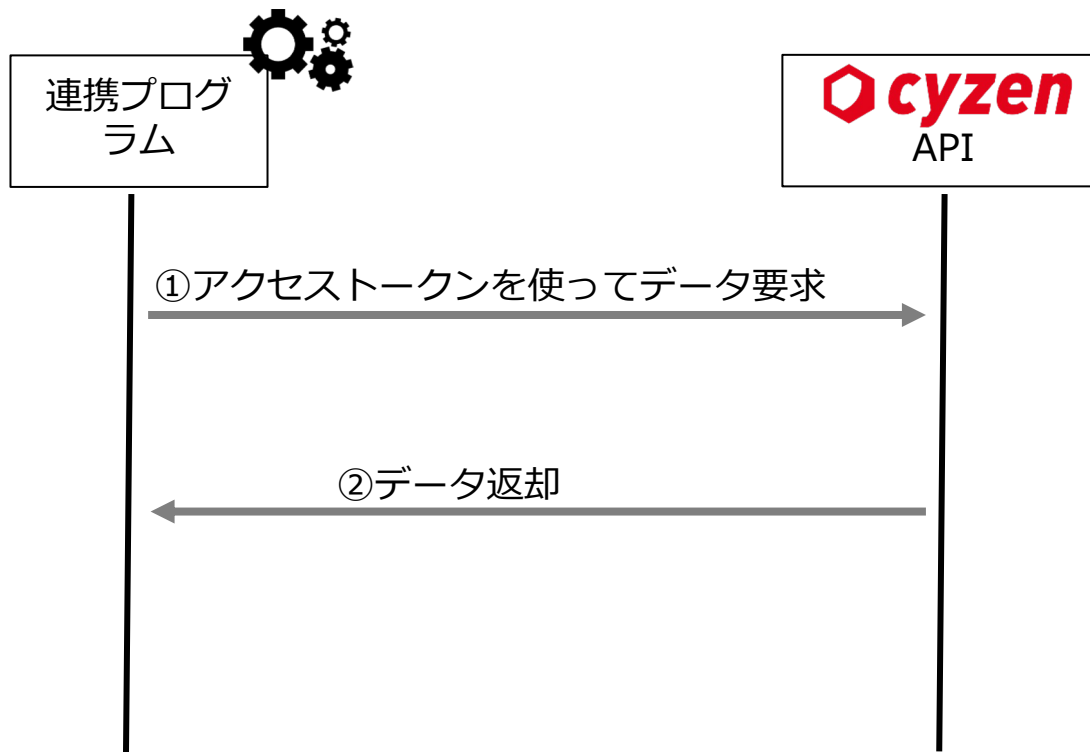 連携プログ
ラム
cyzen
API
①アクセストークンを使ってデータ要求
②データ返却